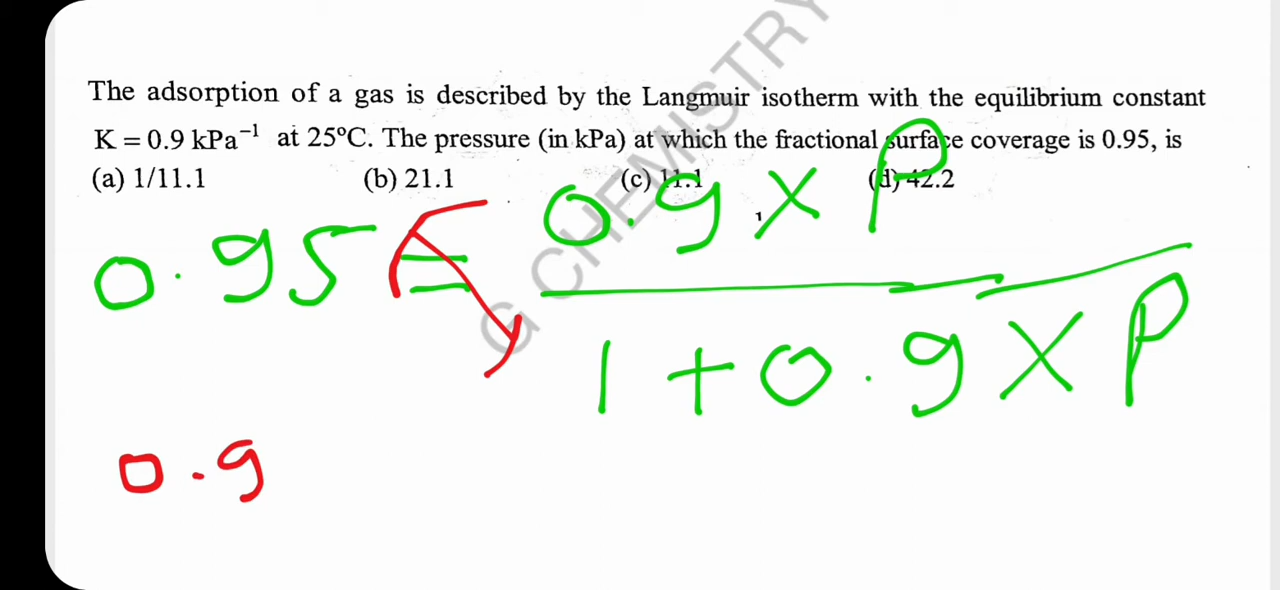 The adsorption of a gas is described by the Langmuir isotherm with the equilibrium constant
K = 0.9 kPa⁻¹ at 25ºC. The pressure (in kPa) at which the fractional surface coverage is 0.95, is
(a) 1/11.1 (b) 21.1 (c) 11.1 (d) 42.2
0.95 = 0.9 x P
1 + 0.9 x P
0.9
G CHEMISTRY